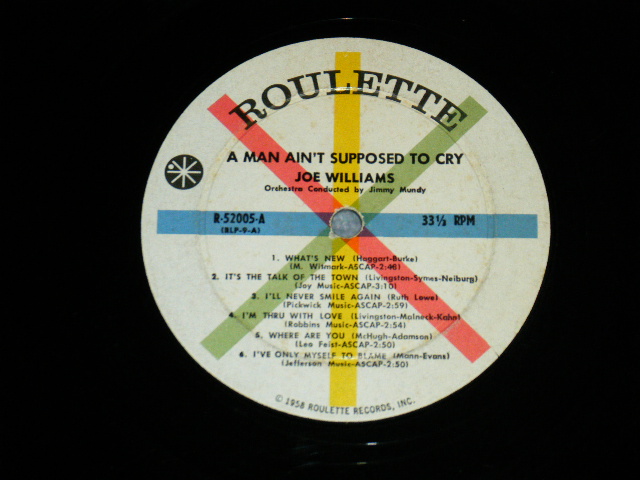 ROULETTE
A MAN AIN'T SUPPOSED TO CRY
JOE WILLIAMS
Orchestra Conducted by Jimmy Mundy
R-52005-A 33⅓ RPM
(BLP-9-A)
1. WHAT'S NEW (Haggart-Burke)
(M. Witmark-ASCAP-2:48)
2. IT'S THE TALK OF THE TOWN (Livingston-Symes-Neiburg)
(Joy Music-ASCAP-3:10)
3. I'LL NEVER SMILE AGAIN (Ruth Lowe)
(Pickwick Music-ASCAP-2:59)
4. I'M THRU WITH LOVE (Livingston-Malneck-Kahn)
(Robbins Music-ASCAP-2:54)
5. WHERE ARE YOU (McHugh-Adamson)
(Leo Feist-ASCAP-2:50)
6. I'VE ONLY MYSELF TO BLAME (Mann-Evans)
(Jefferson Music-ASCAP-2:50)
© 1958 ROULETTE RECORDS, INC.